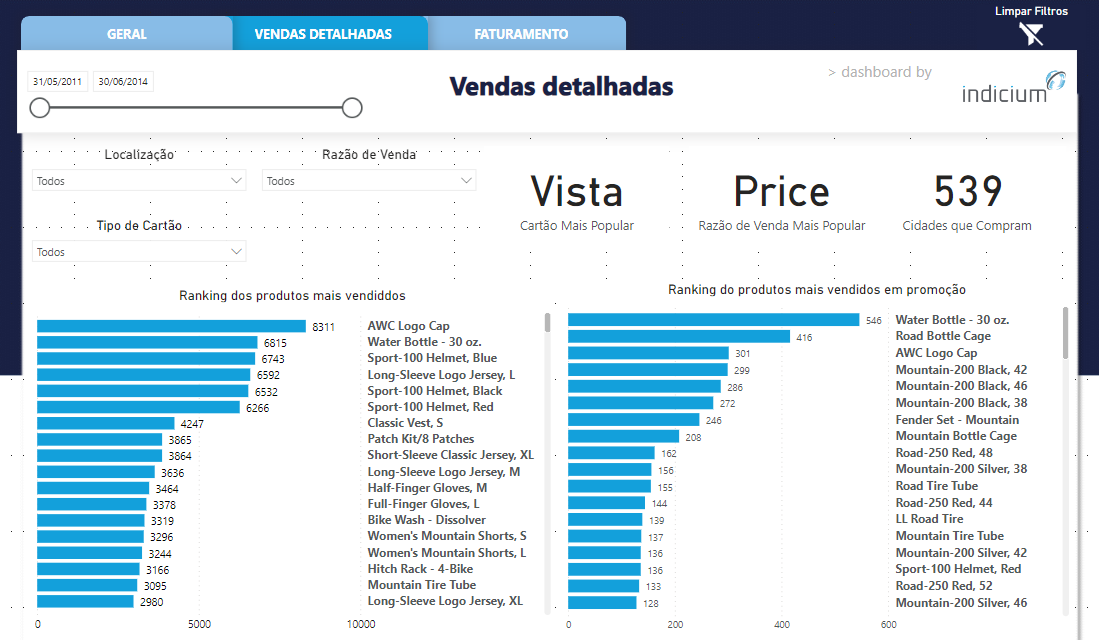 Limpar Filtros
GERAL
VENDAS DETALHADAS
FATURAMENTO
31/05/2011
30/06/2014
Vendas detalhadas
> dashboard by
indicium
Localização
Razão de Venda
Todos
Todos
Tipo de Cartão
Todos
Vista
Cartão Mais Popular
Price
Razão de Venda Mais Popular
539
Cidades que Compram
Ranking dos produtos mais vendiddos
8311 AWC Logo Cap
6815 Water Bottle - 30 oz.
6743 Sport-100 Helmet, Blue
6592 Long-Sleeve Logo Jersey, L
6532 Sport-100 Helmet, Black
6266 Sport-100 Helmet, Red
4247 Classic Vest, S
3865 Patch Kit/8 Patches
3864 Short-Sleeve Classic Jersey, XL
3636 Long-Sleeve Logo Jersey, M
3464 Half-Finger Gloves, M
3378 Full-Finger Gloves, L
3319 Bike Wash - Dissolver
3296 Women's Mountain Shorts, S
3244 Women's Mountain Shorts, L
3166 Hitch Rack - 4-Bike
3095 Mountain Tire Tube
2980 Long-Sleeve Logo Jersey, XL
0 5000 10000
Ranking do produtos mais vendidos em promoção
546 Water Bottle - 30 oz.
416 Road Bottle Cage
301 AWC Logo Cap
299 Mountain-200 Black, 42
286 Mountain-200 Black, 46
272 Mountain-200 Black, 38
246 Fender Set - Mountain
208 Mountain Bottle Cage
162 Road-250 Red, 48
156 Mountain-200 Silver, 38
155 Road Tire Tube
144 Road-250 Red, 44
139 LL Road Tire
137 Mountain Tire Tube
136 Mountain-200 Silver, 42
136 Sport-100 Helmet, Red
133 Road-250 Red, 52
128 Mountain-200 Silver, 46
0 200 400 600